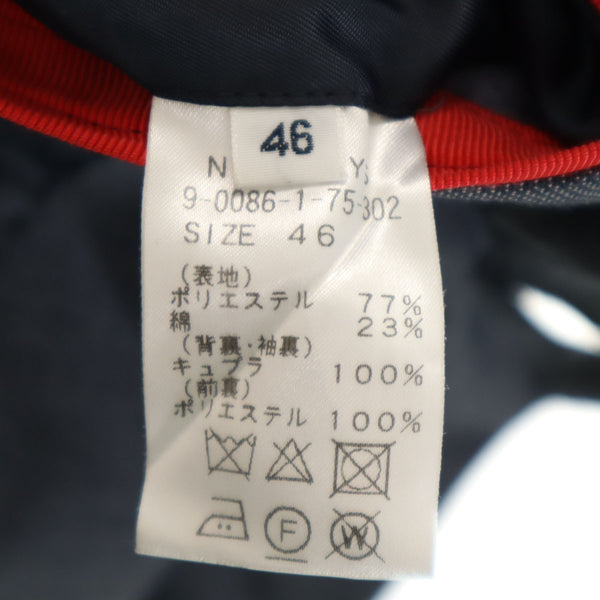 46
N Y
9-0086-1-75-302
SIZE 46
(表地)
ポリエステル 77%
綿 23%
(背裏・袖裏)
キュプラ 100%
(前裏)
ポリエステル 100%
F
W